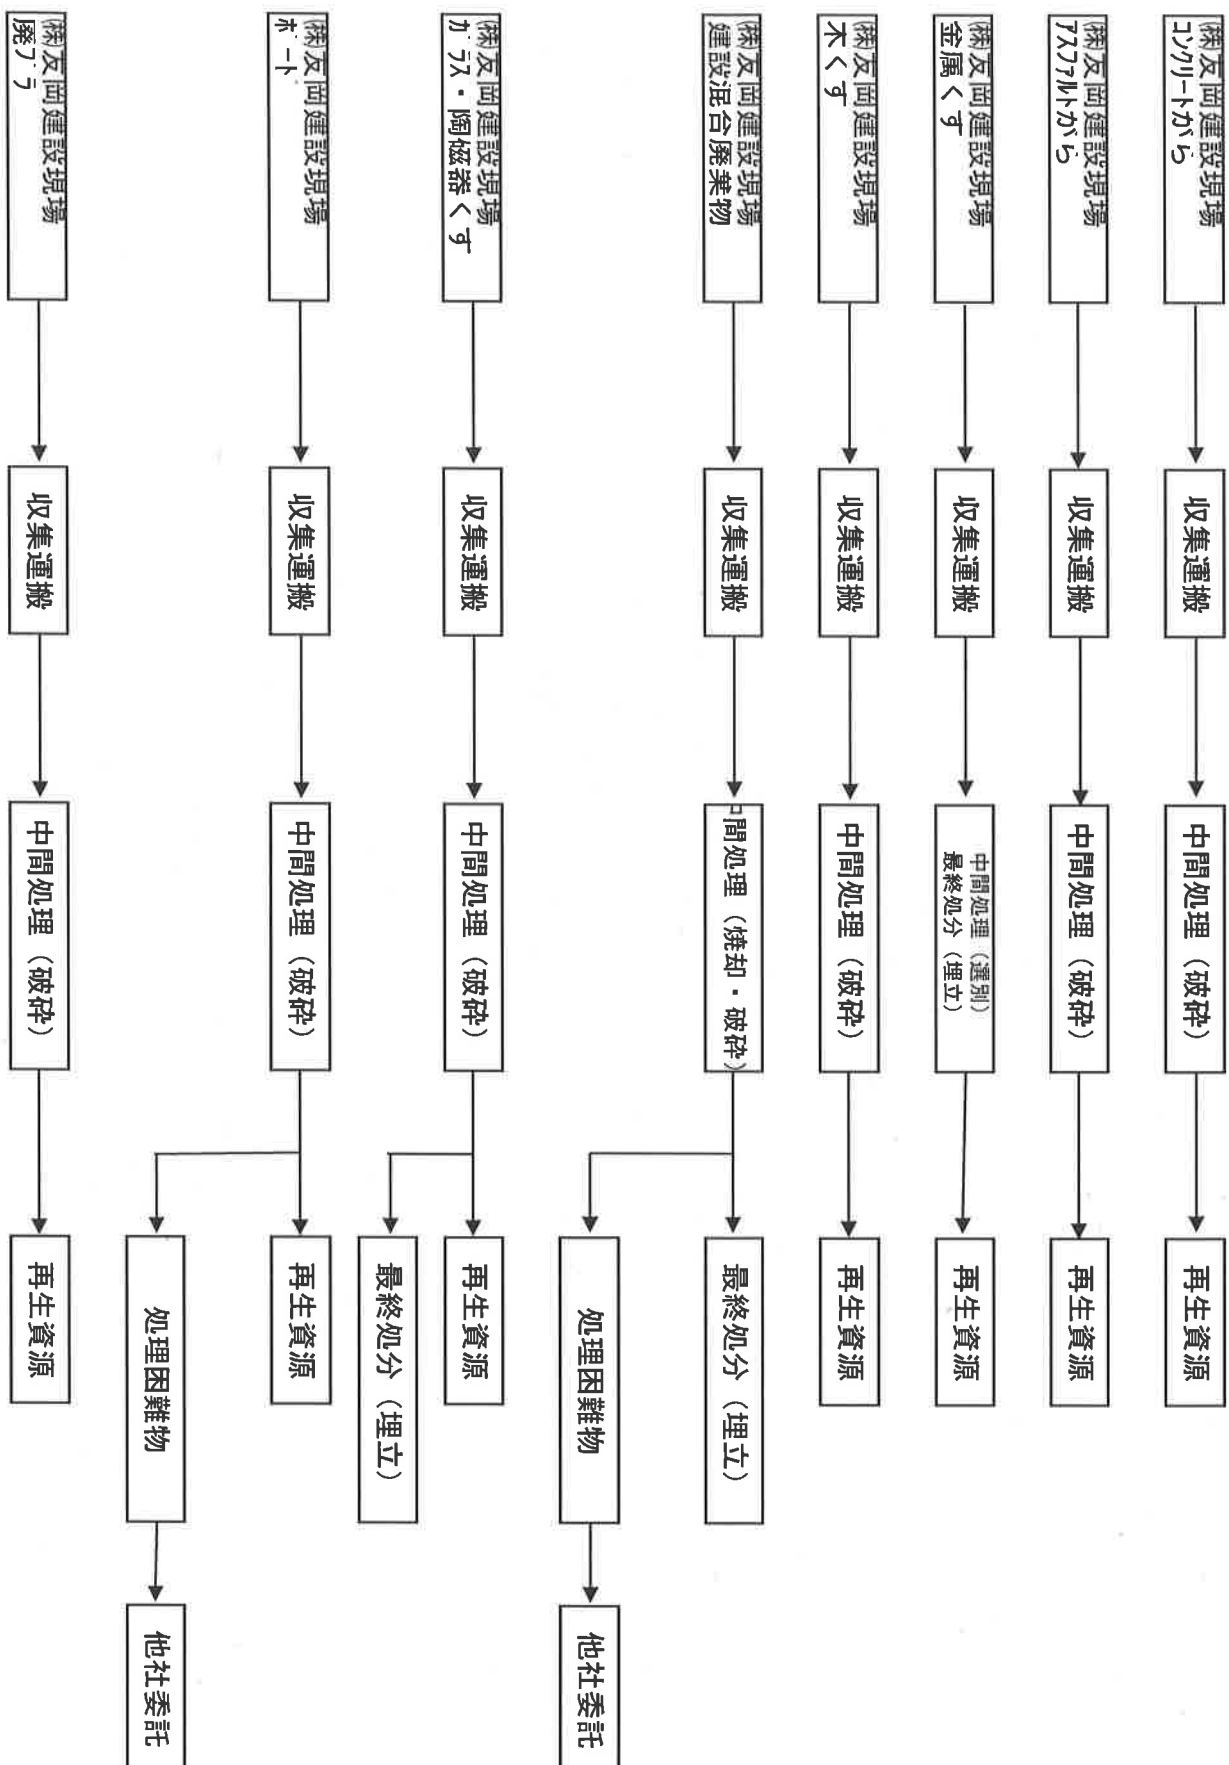 ㈱友岡建設現場
コンクリートがら
収集運搬
中間処理（破砕）
再生資源
㈱友岡建設現場
アスファルトがら
収集運搬
中間処理（破砕）
再生資源
㈱友岡建設現場
金属くず
収集運搬
中間処理（選別）
最終処分（埋立）
再生資源
㈱友岡建設現場
木くず
収集運搬
中間処理（破砕）
再生資源
㈱友岡建設現場
建設混合廃棄物
収集運搬
中間処理（焼却・破砕）
最終処分（埋立）
処理困難物
他社委託
㈱友岡建設現場
ガラス・陶磁器くず
収集運搬
中間処理（破砕）
再生資源
最終処分（埋立）
㈱友岡建設現場
ボード
収集運搬
中間処理（破砕）
再生資源
処理困難物
他社委託
㈱友岡建設現場
廃プラ
収集運搬
中間処理（破砕）
再生資源